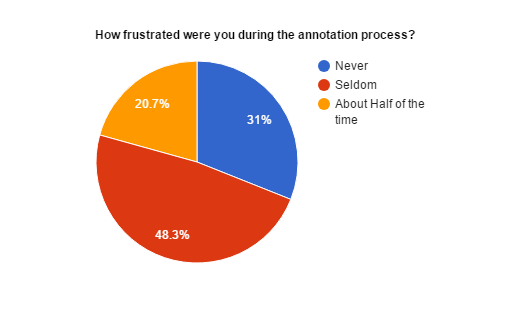 How frustrated were you during the annotation process?
Never
Seldom
About Half of the
time
31%
20.7%
48.3%